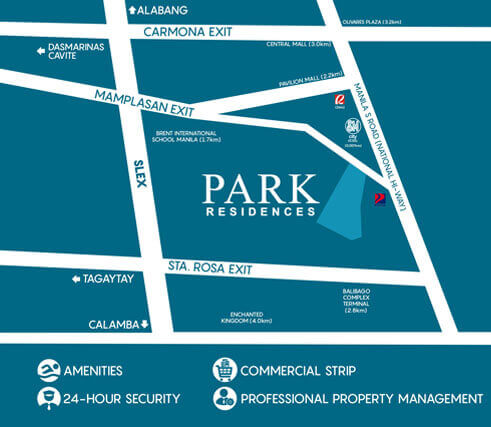 ALABANG
OLIVARES PLAZA (3.2km)
CARMONA EXIT
CENTRAL MALL (3.0km)
DASMARINAS
CAVITE
PAVILION MALL (2.2km)
MAMPLASAN EXIT
MANILA S ROAD (NATIONAL HI-WAY)
SM
city
BRENT INTERNATIONAL
SCHOOL MANILA (1.7km)
SLEX
PARK
RESIDENCES
STA. ROSA EXIT
TAGAYTAY
BALIBAGO
COMPLEX
TERMINAL
(2.8km)
ENCHANTED
KINGDOM (4.0km)
CALAMBA
AMENITIES
COMMERCIAL STRIP
24-HOUR SECURITY
PROFESSIONAL PROPERTY MANAGEMENT